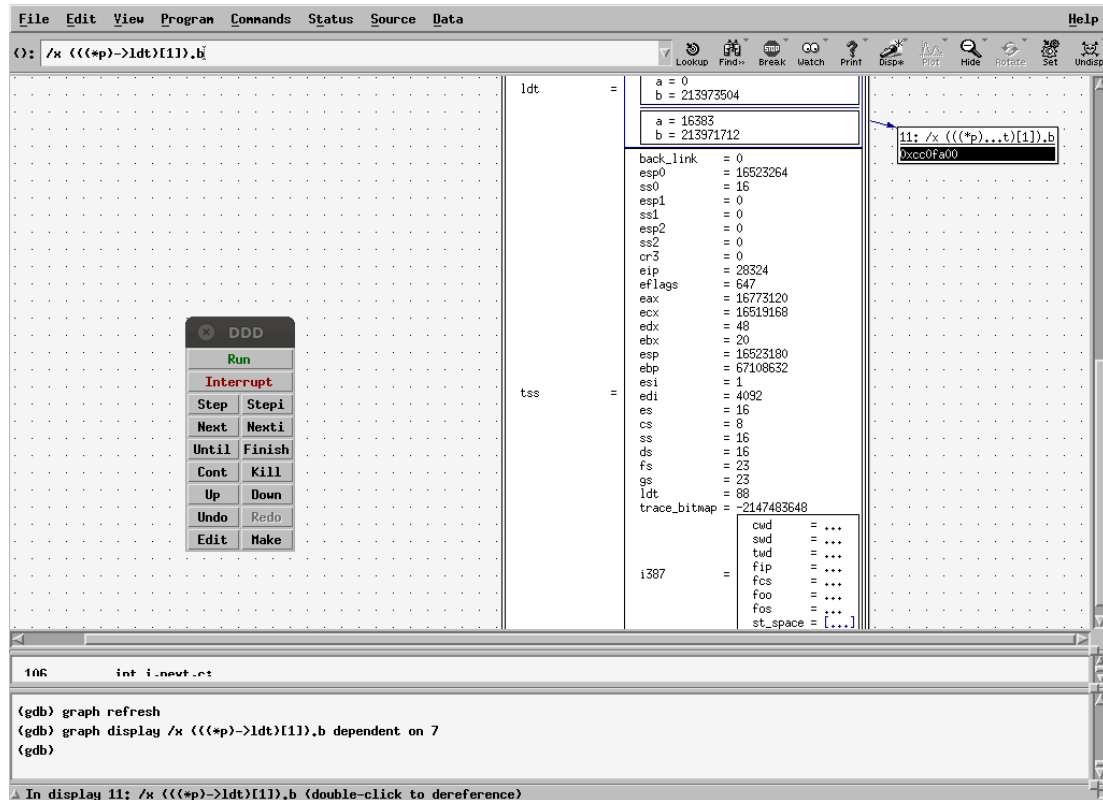 File Edit View Program Commands Status Source Data Help
(): /x (((*p)->ldt)[1]).b
Lookup Find» Break Watch Print Disp* Plot Hide Rotate Set Undisp
ldt =
a = 0
b = 213973504
a = 16383
b = 213971712
11: /x (((*p)...t)[1]).b
0xcc0fa00
tss =
back_link = 0
esp0 = 16523264
ss0 = 16
esp1 = 0
ss1 = 0
esp2 = 0
ss2 = 0
cr3 = 0
eip = 28324
eflags = 647
eax = 16773120
ecx = 16519168
edx = 48
ebx = 20
esp = 16523180
ebp = 67108632
esi = 1
edi = 4092
es = 16
cs = 8
ss = 16
ds = 16
fs = 23
gs = 23
ldt = 88
trace_bitmap = -2147483648
i387 =
cwd = ...
swd = ...
twd = ...
fip = ...
fcs = ...
foo = ...
fos = ...
st_space = [...]
DDD
Run
Interrupt
Step Stepi
Next Nexti
Until Finish
Cont Kill
Up Down
Undo Redo
Edit Make
106 int i,next,c;
(gdb) graph refresh
(gdb) graph display /x (((*p)->ldt)[1]).b dependent on 7
(gdb)
In display 11: /x (((*p)->ldt)[1]).b (double-click to dereference)